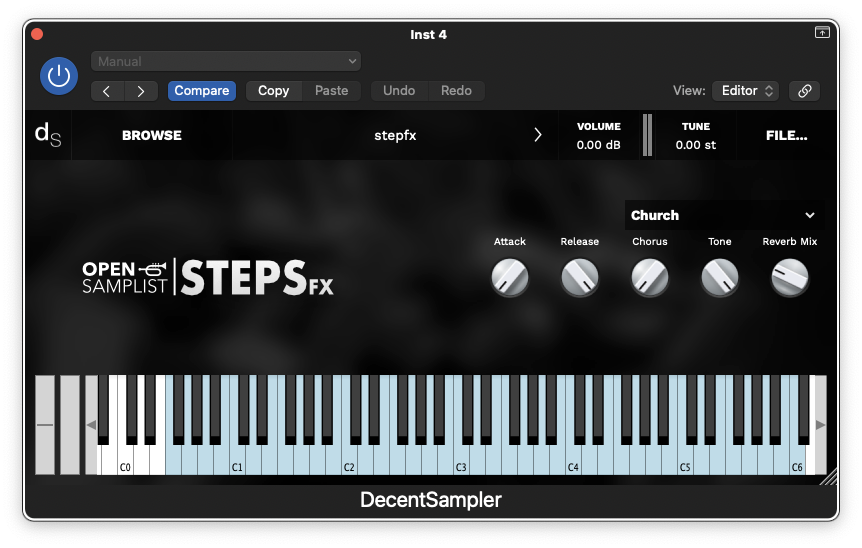 Inst 4
Manual
Compare Copy Paste Undo Redo View: Editor
ds BROWSE stepfx VOLUME 0.00 dB TUNE 0.00 st FILE...
Church
Attack Release Chorus Tone Reverb Mix
OPEN SAMPLIST STEPS FX
C0 C1 C2 C3 C4 C5 C6
DecentSampler